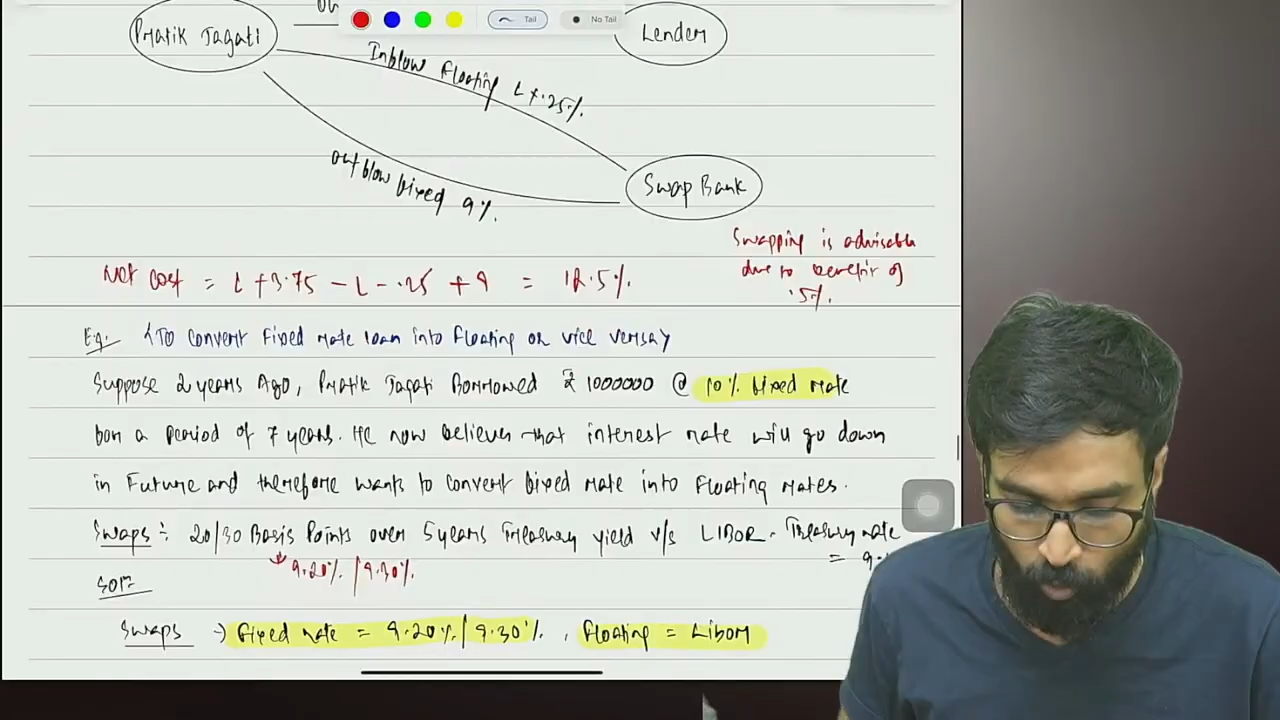 Pratik Jagati
Tail
No Tail
Lender
Inflow Floating L+.25%
Outflow fixed 9%
Swap Bank
Swapping is advisable
due to benefit of
.5%
Net cost = L + 3.75 - L - .25 + 9 = 12.5%
Eg. <To convert Fixed rate loan into Floating or vice versa>
Suppose 2 years Ago, Pratik Jagati Borrowed ₹ 1000000 @ 10% fixed rate
for a period of 7 years. He now believes that interest rate will go down
in Future and therefore wants to convert fixed rate into Floating rates.
Swaps :- 20/30 Basis Points over 5 years Treasury yield v/s LIBOR - Treasury rate
= 9.
9.20% / 9.30%
Soln
Swaps → Fixed rate = 9.20% / 9.30%, Floating = Libor